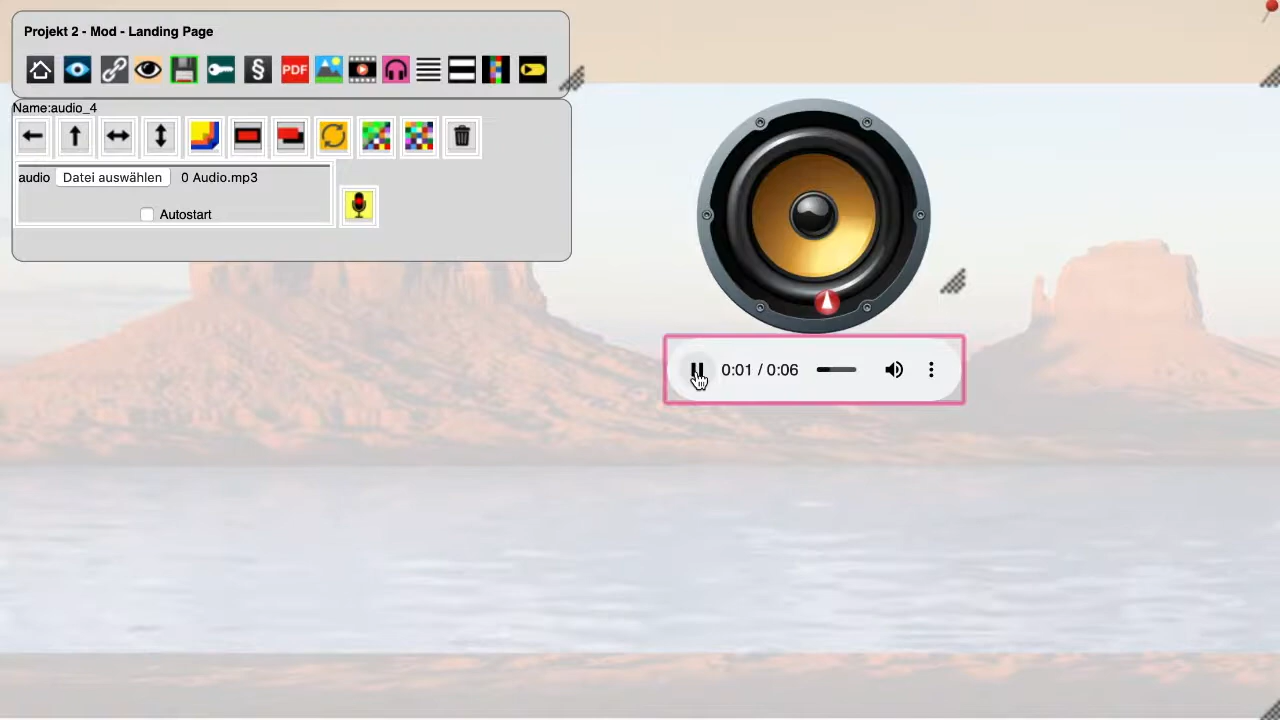 Projekt 2 - Mod - Landing Page
§
PDF
Name:audio_4
audio Datei auswählen 0 Audio.mp3
Autostart
0:01 / 0:06